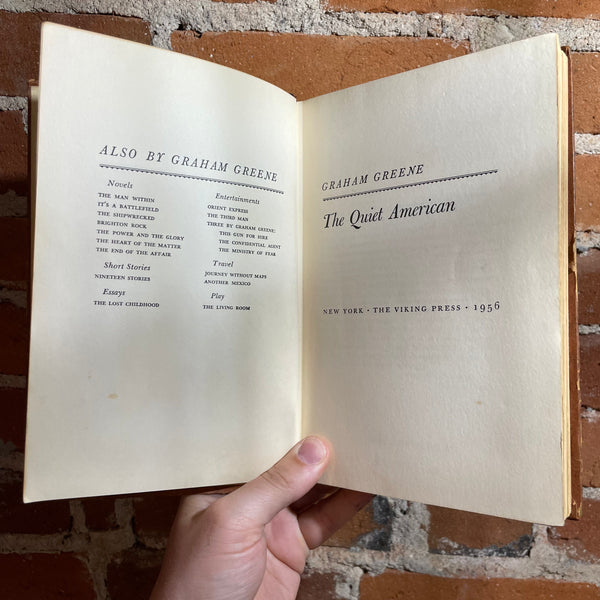 ALSO BY GRAHAM GREENE
Novels
THE MAN WITHIN
IT'S A BATTLEFIELD
THE SHIPWRECKED
BRIGHTON ROCK
THE POWER AND THE GLORY
THE HEART OF THE MATTER
THE END OF THE AFFAIR
Short Stories
NINETEEN STORIES
Essays
THE LOST CHILDHOOD
Entertainments
ORIENT EXPRESS
THE THIRD MAN
THREE BY GRAHAM GREENE:
THIS GUN FOR HIRE
THE CONFIDENTIAL AGENT
THE MINISTRY OF FEAR
Travel
JOURNEY WITHOUT MAPS
ANOTHER MEXICO
Play
THE LIVING ROOM
GRAHAM GREENE
The Quiet American
NEW YORK · THE VIKING PRESS · 1956